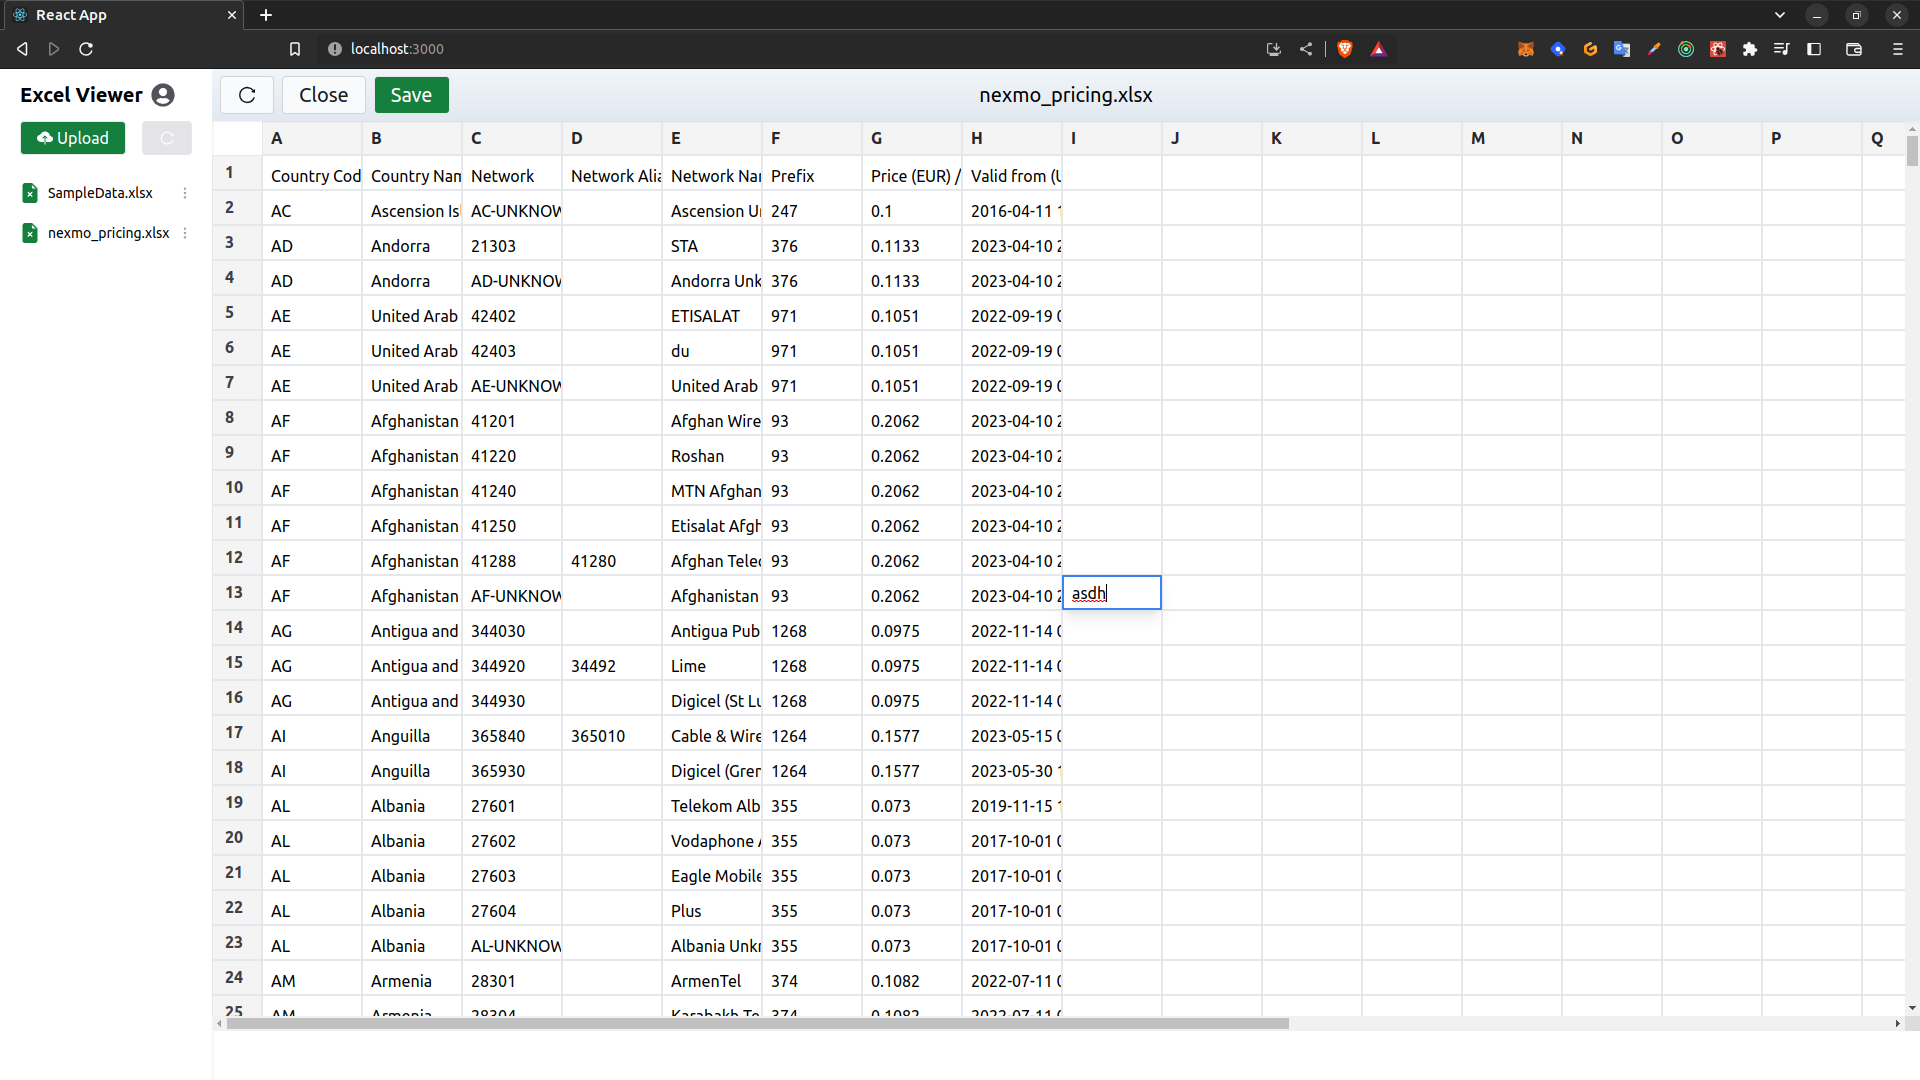 React App
localhost:3000
Excel Viewer
Upload
SampleData.xlsx
nexmo_pricing.xlsx
Close Save nexmo_pricing.xlsx
A B C D E F G H I J K L M N O P Q
1 Country Cod Country Nam Network Network Alia Network Nar Prefix Price (EUR) / Valid from (U
2 AC Ascension Is AC-UNKNOW Ascension U 247 0.1 2016-04-11 1
3 AD Andorra 21303 STA 376 0.1133 2023-04-10 2
4 AD Andorra AD-UNKNOW Andorra Unk 376 0.1133 2023-04-10 2
5 AE United Arab 42402 ETISALAT 971 0.1051 2022-09-19 0
6 AE United Arab 42403 du 971 0.1051 2022-09-19 0
7 AE United Arab AE-UNKNOW United Arab 971 0.1051 2022-09-19 0
8 AF Afghanistan 41201 Afghan Wire 93 0.2062 2023-04-10 2
9 AF Afghanistan 41220 Roshan 93 0.2062 2023-04-10 2
10 AF Afghanistan 41240 MTN Afghan 93 0.2062 2023-04-10 2
11 AF Afghanistan 41250 Etisalat Afgh 93 0.2062 2023-04-10 2
12 AF Afghanistan 41288 41280 Afghan Telec 93 0.2062 2023-04-10 2
13 AF Afghanistan AF-UNKNOW Afghanistan 93 0.2062 2023-04-10 2 asdh
14 AG Antigua and 344030 Antigua Pub 1268 0.0975 2022-11-14 0
15 AG Antigua and 344920 34492 Lime 1268 0.0975 2022-11-14 0
16 AG Antigua and 344930 Digicel (St Lu 1268 0.0975 2022-11-14 0
17 AI Anguilla 365840 365010 Cable & Wire 1264 0.1577 2023-05-15 0
18 AI Anguilla 365930 Digicel (Gren 1264 0.1577 2023-05-30 1
19 AL Albania 27601 Telekom Alb 355 0.073 2019-11-15 1
20 AL Albania 27602 Vodaphone A 355 0.073 2017-10-01 0
21 AL Albania 27603 Eagle Mobile 355 0.073 2017-10-01 0
22 AL Albania 27604 Plus 355 0.073 2017-10-01 0
23 AL Albania AL-UNKNOW Albania Unkn 355 0.073 2017-10-01 0
24 AM Armenia 28301 ArmenTel 374 0.1082 2022-07-11 0
25 AM Armenia 28304 Karabakh Te 374 0.1082 2022-07-11 0